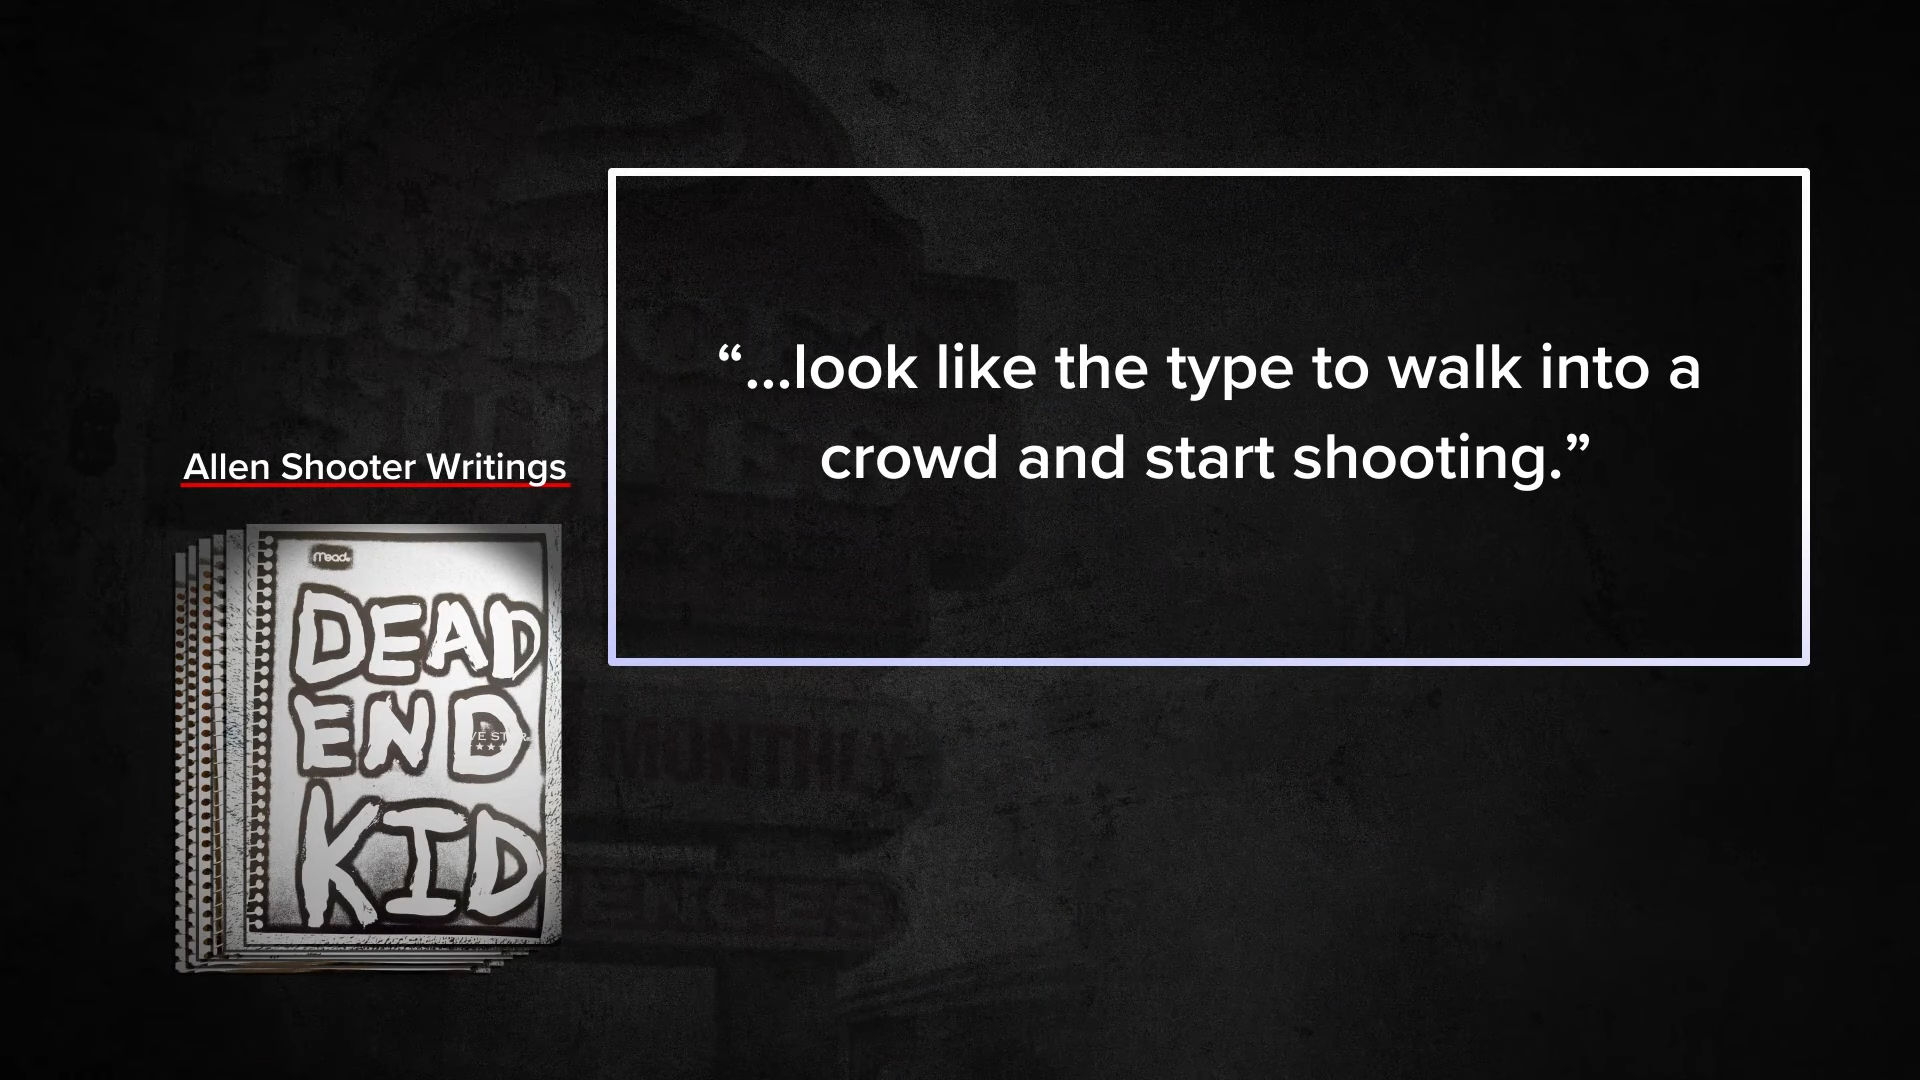 “...look like the type to walk into a
crowd and start shooting.”
Allen Shooter Writings
Mead
DEAD
END
KID